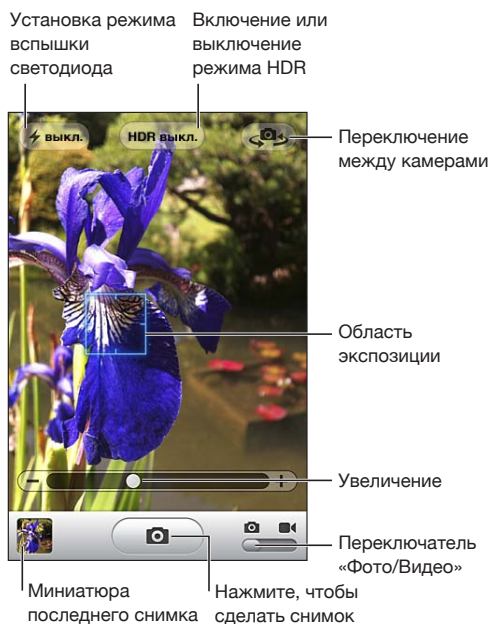 Установка режима
вспышки
светодиода
Включение или
выключение
режима HDR
выкл.
HDR выкл.
Переключение
между камерами
Область
экспозиции
Увеличение
Переключатель
«Фото/Видео»
Миниатюра
последнего снимка
Нажмите, чтобы
сделать снимок